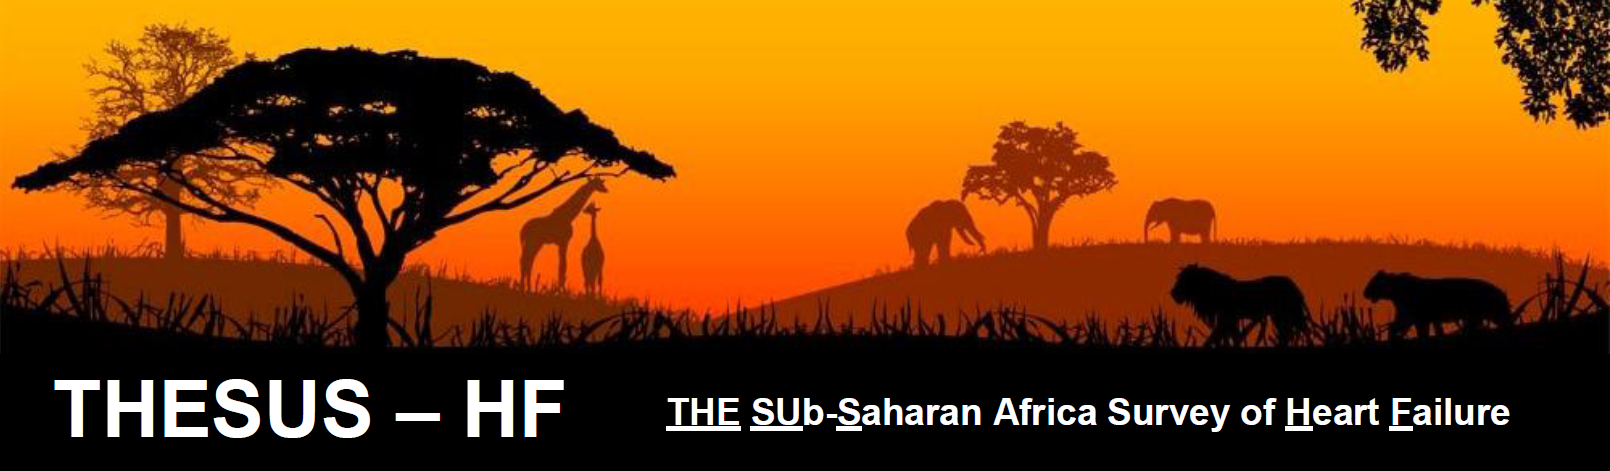 THESUS – HF
THE SUb-Saharan Africa Survey of Heart Failure